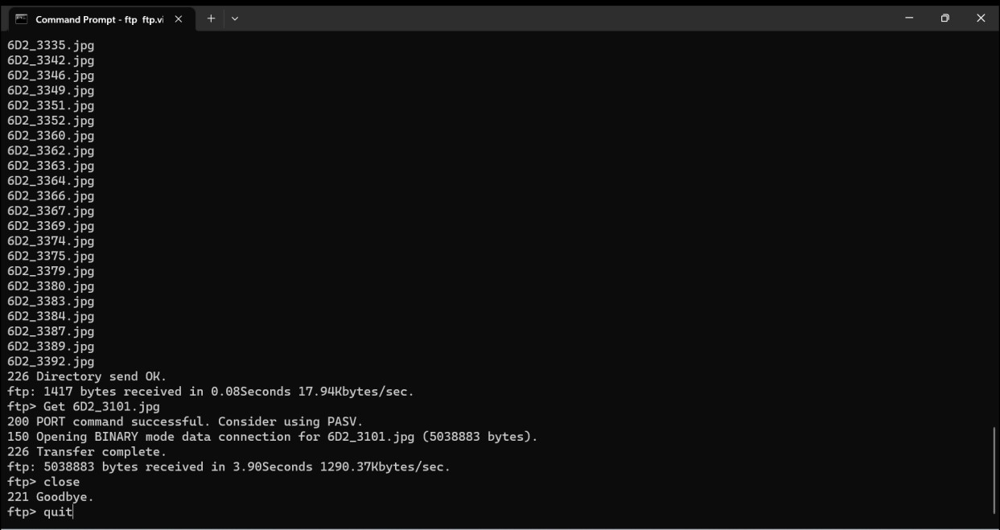 Command Prompt - ftp  ftp.vi
6D2_3335.jpg
6D2_3342.jpg
6D2_3346.jpg
6D2_3349.jpg
6D2_3351.jpg
6D2_3352.jpg
6D2_3360.jpg
6D2_3362.jpg
6D2_3363.jpg
6D2_3364.jpg
6D2_3366.jpg
6D2_3367.jpg
6D2_3369.jpg
6D2_3374.jpg
6D2_3375.jpg
6D2_3379.jpg
6D2_3380.jpg
6D2_3383.jpg
6D2_3384.jpg
6D2_3387.jpg
6D2_3389.jpg
6D2_3392.jpg
226 Directory send OK.
ftp: 1417 bytes received in 0.08Seconds 17.94Kbytes/sec.
ftp> Get 6D2_3101.jpg
200 PORT command successful. Consider using PASV.
150 Opening BINARY mode data connection for 6D2_3101.jpg (5038883 bytes).
226 Transfer complete.
ftp: 5038883 bytes received in 3.90Seconds 1290.37Kbytes/sec.
ftp> close
221 Goodbye.
ftp> quit